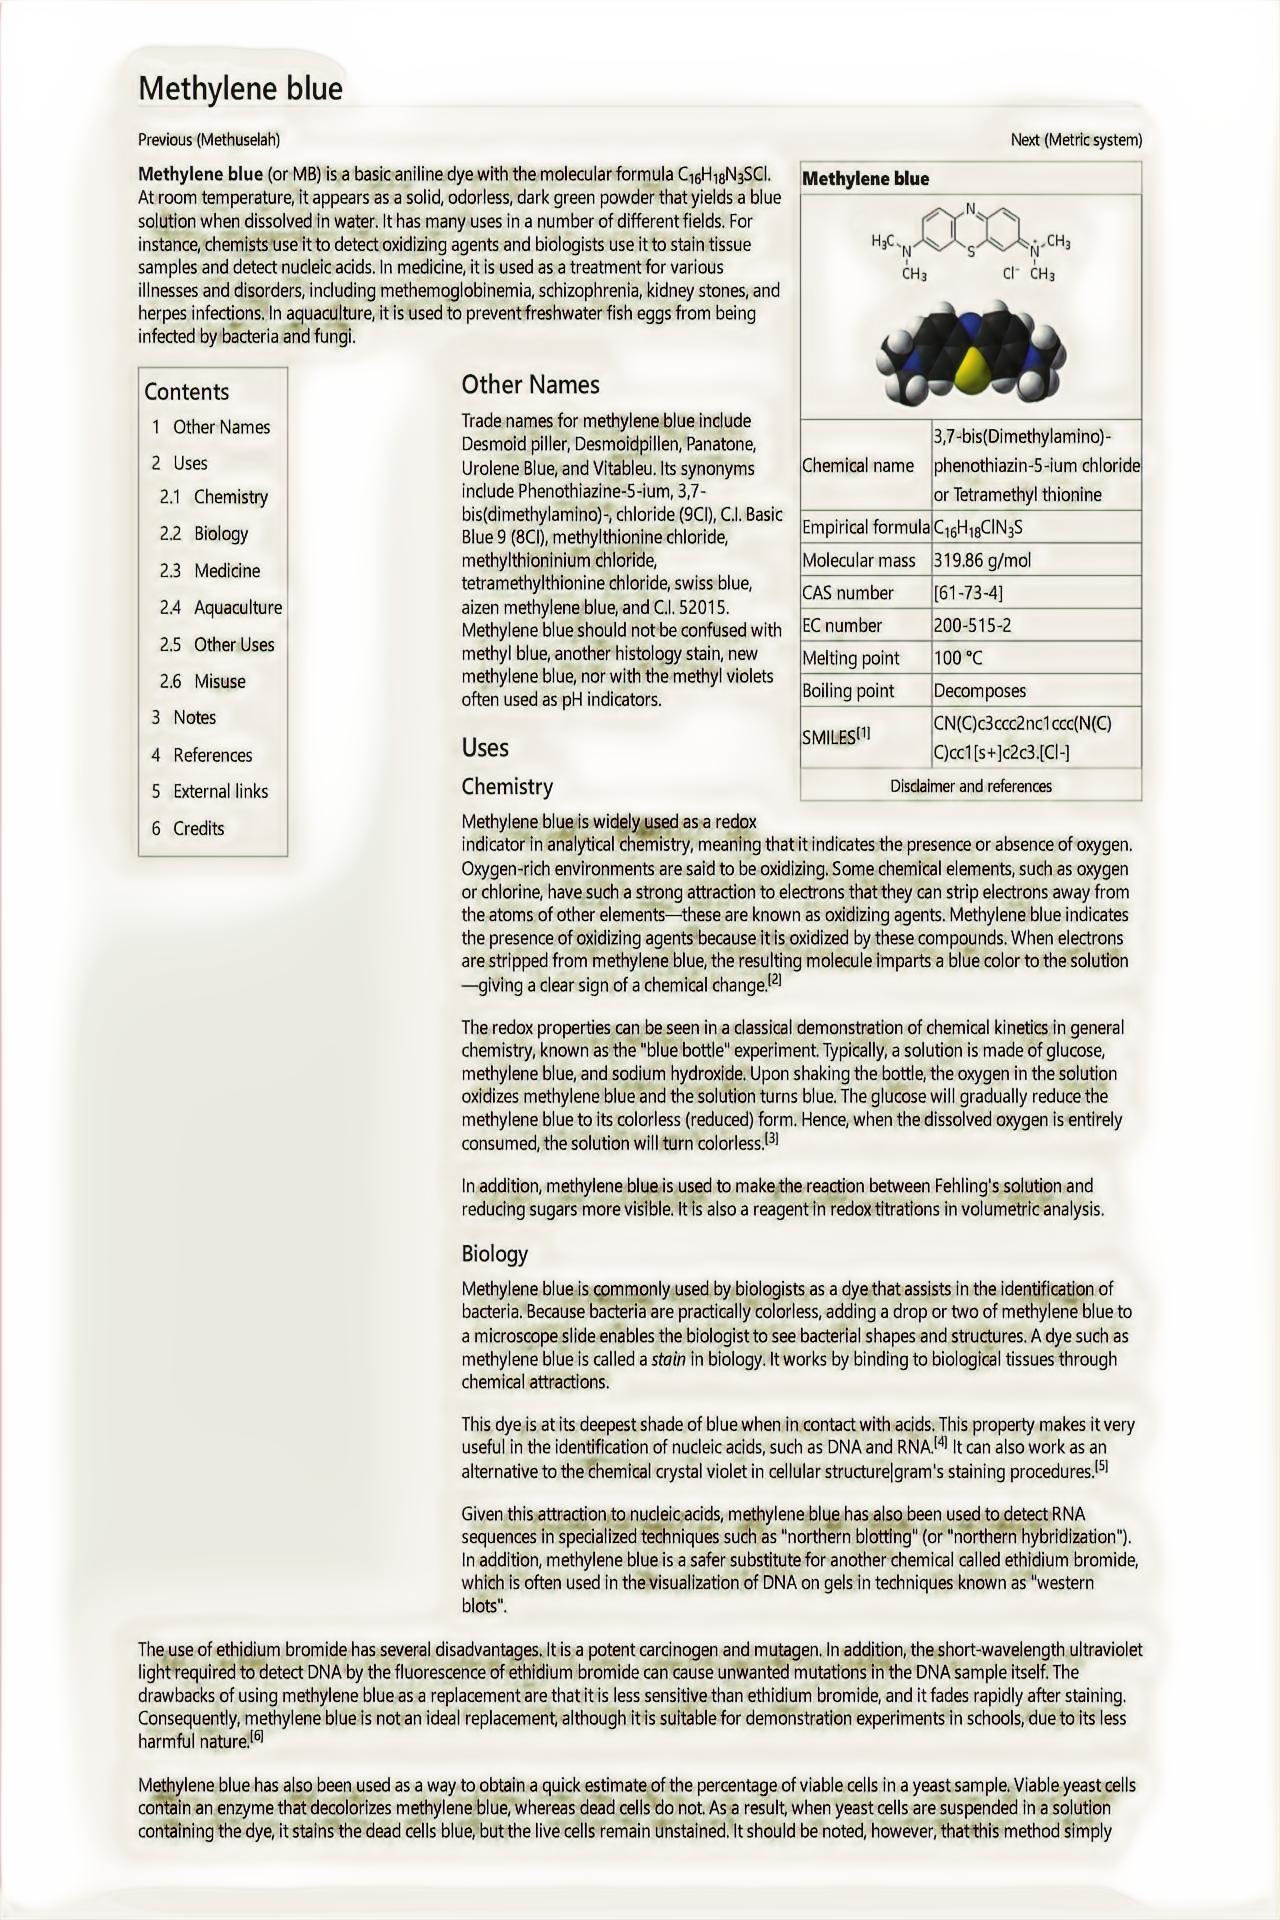 Methylene blue
Previous (Methuselah)
Next (Metric system)
Methylene blue (or MB) is a basic aniline dye with the molecular formula C16H18N3SCl.
At room temperature, it appears as a solid, odorless, dark green powder that yields a blue
solution when dissolved in water. It has many uses in a number of different fields. For
instance, chemists use it to detect oxidizing agents and biologists use it to stain tissue
samples and detect nucleic acids. In medicine, it is used as a treatment for various
illnesses and disorders, including methemoglobinemia, schizophrenia, kidney stones, and
herpes infections. In aquaculture, it is used to prevent freshwater fish eggs from being
infected by bacteria and fungi.
Methylene blue
N
H3C
N
S
N+
CH3
CH3
Cl- CH3
Chemical name
3,7-bis(Dimethylamino)-
phenothiazin-5-ium chloride
or Tetramethyl thionine
Empirical formula C16H18ClN3S
Molecular mass 319.86 g/mol
CAS number [61-73-4]
EC number 200-515-2
Melting point 100 °C
Boiling point Decomposes
SMILES[1]
CN(C)c3ccc2nc1ccc(N(C)
C)cc1[s+]c2c3.[Cl-]
Disclaimer and references
Contents
1 Other Names
2 Uses
2.1 Chemistry
2.2 Biology
2.3 Medicine
2.4 Aquaculture
2.5 Other Uses
2.6 Misuse
3 Notes
4 References
5 External links
6 Credits
Other Names
Trade names for methylene blue include
Desmoid piller, Desmoidpillen, Panatone,
Urolene Blue, and Vitableu. Its synonyms
include Phenothiazine-5-ium, 3,7-
bis(dimethylamino)-, chloride (9CI), C.I. Basic
Blue 9 (8CI), methylthionine chloride,
methylthioninium chloride,
tetramethylthionine chloride, swiss blue,
aizen methylene blue, and C.I. 52015.
Methylene blue should not be confused with
methyl blue, another histology stain, new
methylene blue, nor with the methyl violets
often used as pH indicators.
Uses
Chemistry
Methylene blue is widely used as a redox
indicator in analytical chemistry, meaning that it indicates the presence or absence of oxygen.
Oxygen-rich environments are said to be oxidizing. Some chemical elements, such as oxygen
or chlorine, have such a strong attraction to electrons that they can strip electrons away from
the atoms of other elements—these are known as oxidizing agents. Methylene blue indicates
the presence of oxidizing agents because it is oxidized by these compounds. When electrons
are stripped from methylene blue, the resulting molecule imparts a blue color to the solution
—giving a clear sign of a chemical change.[2]
The redox properties can be seen in a classical demonstration of chemical kinetics in general
chemistry, known as the "blue bottle" experiment. Typically, a solution is made of glucose,
methylene blue, and sodium hydroxide. Upon shaking the bottle, the oxygen in the solution
oxidizes methylene blue and the solution turns blue. The glucose will gradually reduce the
methylene blue to its colorless (reduced) form. Hence, when the dissolved oxygen is entirely
consumed, the solution will turn colorless.[3]
In addition, methylene blue is used to make the reaction between Fehling's solution and
reducing sugars more visible. It is also a reagent in redox titrations in volumetric analysis.
Biology
Methylene blue is commonly used by biologists as a dye that assists in the identification of
bacteria. Because bacteria are practically colorless, adding a drop or two of methylene blue to
a microscope slide enables the biologist to see bacterial shapes and structures. A dye such as
methylene blue is called a stain in biology. It works by binding to biological tissues through
chemical attractions.
This dye is at its deepest shade of blue when in contact with acids. This property makes it very
useful in the identification of nucleic acids, such as DNA and RNA.[4] It can also work as an
alternative to the chemical crystal violet in cellular structure|gram's staining procedures.[5]
Given this attraction to nucleic acids, methylene blue has also been used to detect RNA
sequences in specialized techniques such as "northern blotting" (or "northern hybridization").
In addition, methylene blue is a safer substitute for another chemical called ethidium bromide,
which is often used in the visualization of DNA on gels in techniques known as "western
blots".
The use of ethidium bromide has several disadvantages. It is a potent carcinogen and mutagen. In addition, the short-wavelength ultraviolet
light required to detect DNA by the fluorescence of ethidium bromide can cause unwanted mutations in the DNA sample itself. The
drawbacks of using methylene blue as a replacement are that it is less sensitive than ethidium bromide, and it fades rapidly after staining.
Consequently, methylene blue is not an ideal replacement, although it is suitable for demonstration experiments in schools, due to its less
harmful nature.[6]
Methylene blue has also been used as a way to obtain a quick estimate of the percentage of viable cells in a yeast sample. Viable yeast cells
contain an enzyme that decolorizes methylene blue, whereas dead cells do not. As a result, when yeast cells are suspended in a solution
containing the dye, it stains the dead cells blue, but the live cells remain unstained. It should be noted, however, that this method simply